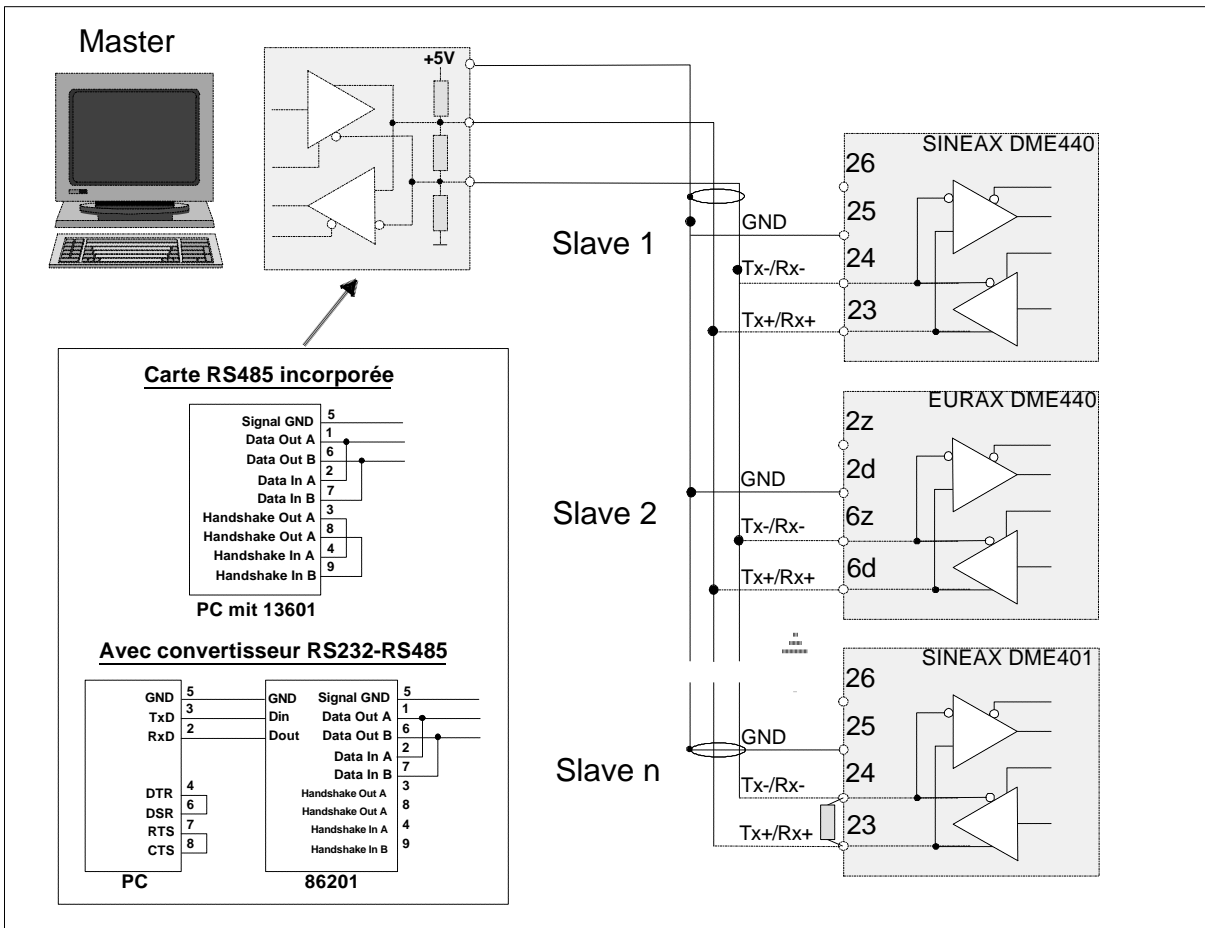 Master
+5V
Slave 1
SINEAX DME440
26
25
GND
24
Tx-/Rx-
23
Tx+/Rx+
Slave 2
EURAX DME440
2z
2d
GND
6z
Tx-/Rx-
6d
Tx+/Rx+
Slave n
SINEAX DME401
26
25
GND
24
Tx-/Rx-
23
Tx+/Rx+
Carte RS485 incorporée
Signal GND 5
Data Out A 1
Data Out B 6
Data In A 2
Data In B 7
Handshake Out A 3
Handshake Out A 8
Handshake In A 4
Handshake In B 9
PC mit 13601
Avec convertisseur RS232-RS485
GND 5
TxD 3
RxD 2
DTR 4
DSR 6
RTS 7
CTS 8
PC
GND
Din
Dout
Signal GND 5
Data Out A 1
Data Out B 6
Data In A 2
Data In B 7
Handshake Out A 3
Handshake Out A 8
Handshake In A 4
Handshake In B 9
86201